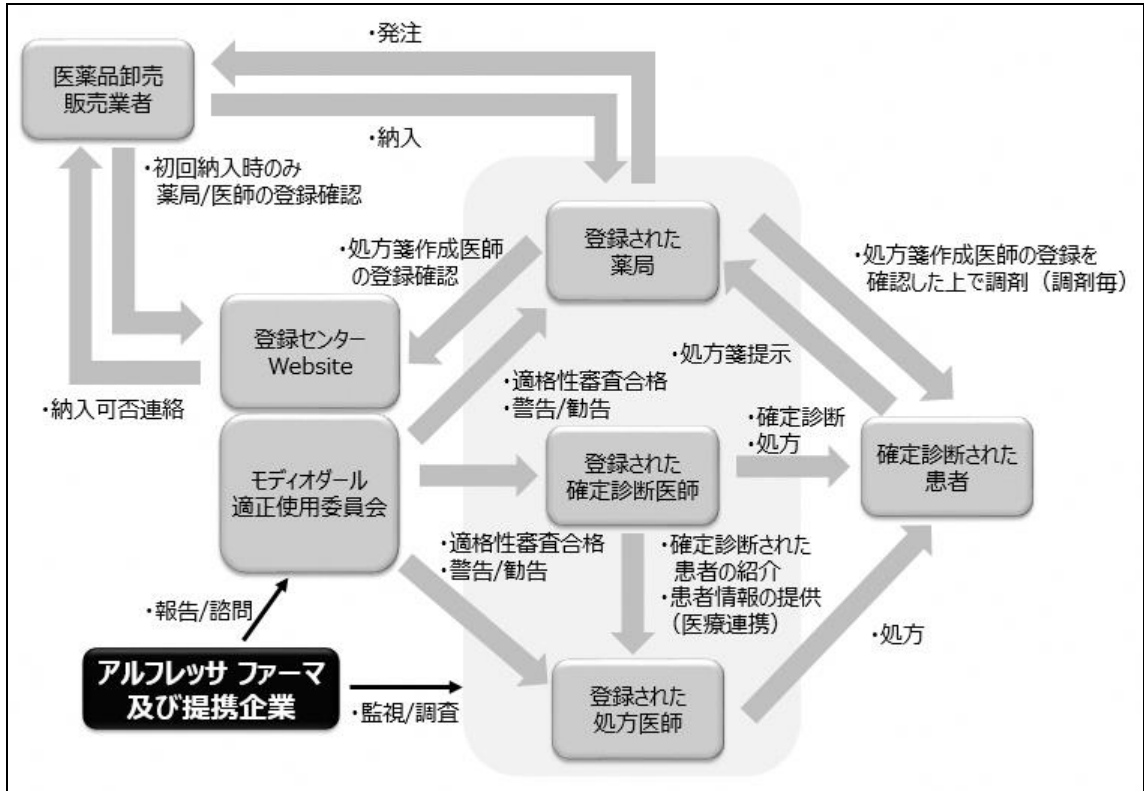 ・発注
医薬品卸売
販売業者
・納入
・初回納入時のみ
薬局/医師の登録確認
登録された
薬局
・処方箋作成医師
の登録確認
・処方箋作成医師の登録を
確認した上で調剤（調剤毎）
登録センター
Website
・処方箋提示
・適格性審査合格
・警告/勧告
・納入可否連絡
・確定診断
・処方
モディオダール
適正使用委員会
登録された
確定診断医師
確定診断された
患者
・適格性審査合格
・警告/勧告
・確定診断された
患者の紹介
・患者情報の提供
（医療連携）
・報告/諮問
・処方
アルフレッサ ファーマ
及び提携企業
・監視/調査
登録された
処方医師